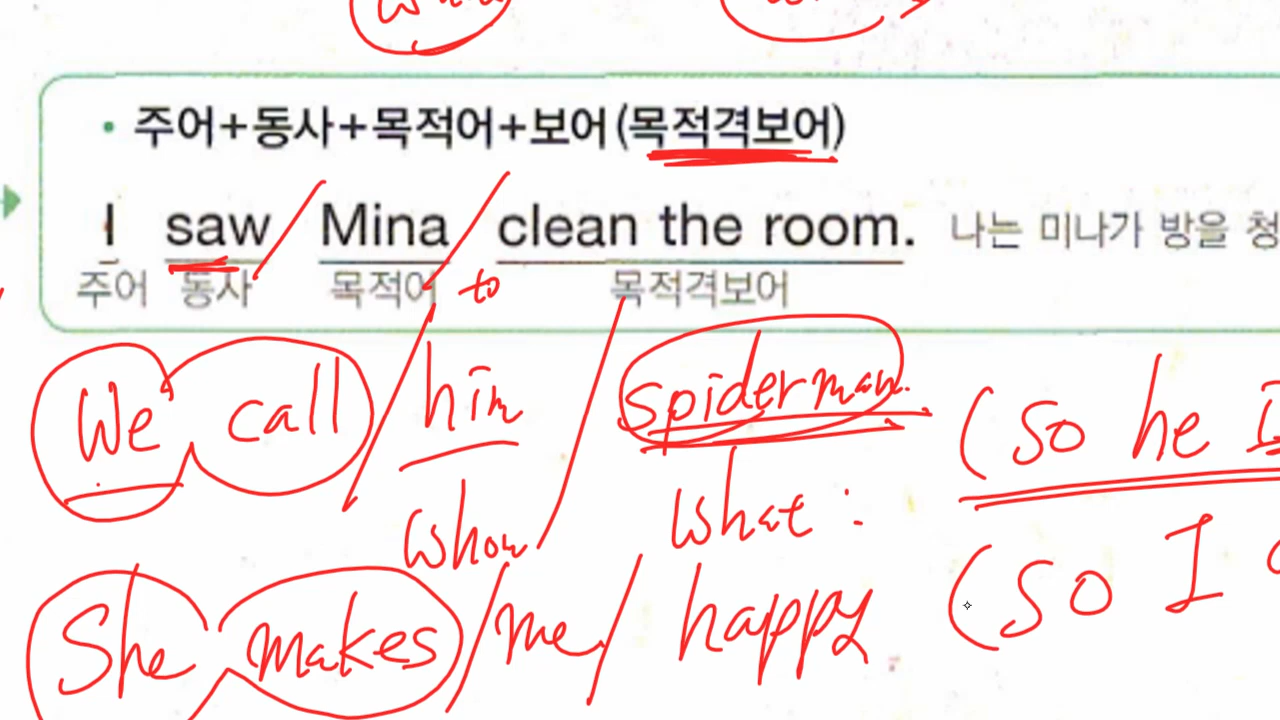 • 주어+동사+목적어+보어(목적격보어)
I saw Mina clean the room. 나는 미나가 방을 청
주어 동사 목적어 to 목적격보어
We call him spiderman. (so he
whom what:
She makes me happy (so I